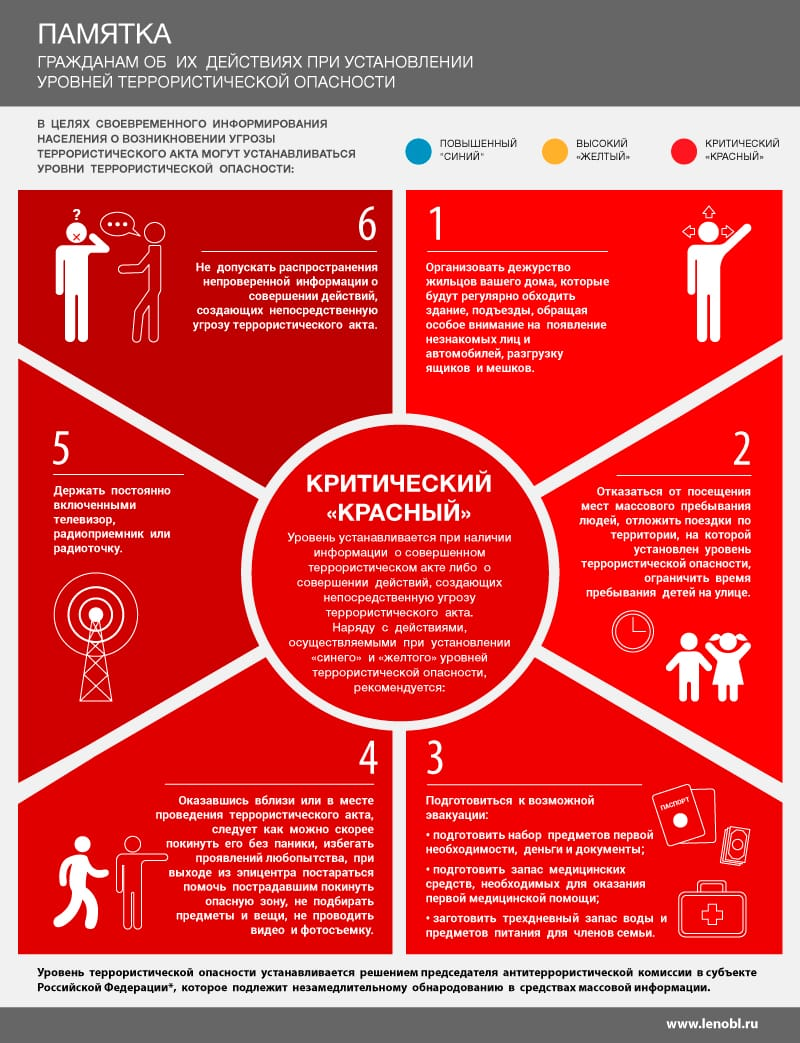 ПАМЯТКА
ГРАЖДАНАМ ОБ ИХ ДЕЙСТВИЯХ ПРИ УСТАНОВЛЕНИИ
УРОВНЕЙ ТЕРРОРИСТИЧЕСКОЙ ОПАСНОСТИ
В ЦЕЛЯХ СВОЕВРЕМЕННОГО ИНФОРМИРОВАНИЯ
НАСЕЛЕНИЯ О ВОЗНИКНОВЕНИИ УГРОЗЫ
ТЕРРОРИСТИЧЕСКОГО АКТА МОГУТ УСТАНАВЛИВАТЬСЯ
УРОВНИ ТЕРРОРИСТИЧЕСКОЙ ОПАСНОСТИ:
ПОВЫШЕННЫЙ
"СИНИЙ"
ВЫСОКИЙ
«ЖЕЛТЫЙ»
КРИТИЧЕСКИЙ
«КРАСНЫЙ»
КРИТИЧЕСКИЙ
«КРАСНЫЙ»
Уровень устанавливается при наличии
информации о совершенном
террористическом акте либо о
совершении действий, создающих
непосредственную угрозу
террористического акта.
Наряду с действиями,
осуществляемыми при установлении
«синего» и «желтого» уровней
террористической опасности,
рекомендуется:
1
Организовать дежурство
жильцов вашего дома, которые
будут регулярно обходить
здание, подъезды, обращая
особое внимание на появление
незнакомых лиц и
автомобилей, разгрузку
ящиков и мешков.
2
Отказаться от посещения
мест массового пребывания
людей, отложить поездки по
территории, на которой
установлен уровень
террористической опасности,
ограничить время
пребывания детей на улице.
3
Подготовиться к возможной
эвакуации:
• подготовить набор предметов первой
необходимости, деньги и документы;
• подготовить запас медицинских
средств, необходимых для оказания
первой медицинской помощи;
• заготовить трехдневный запас воды и
предметов питания для членов семьи.
ПАСПОРТ
4
Оказавшись вблизи или в месте
проведения террористического акта,
следует как можно скорее
покинуть его без паники, избегать
проявлений любопытства, при
выходе из эпицентра постараться
помочь пострадавшим покинуть
опасную зону, не подбирать
предметы и вещи, не проводить
видео и фотосъемку.
5
Держать постоянно
включенными
телевизор,
радиоприемник или
радиоточку.
6
Не допускать распространения
непроверенной информации о
совершении действий,
создающих непосредственную
угрозу террористического акта.
?
Уровень террористической опасности устанавливается решением председателя антитеррористической комиссии в субъекте
Российской Федерации*, которое подлежит незамедлительному обнародованию в средствах массовой информации.
www.lenobl.ru